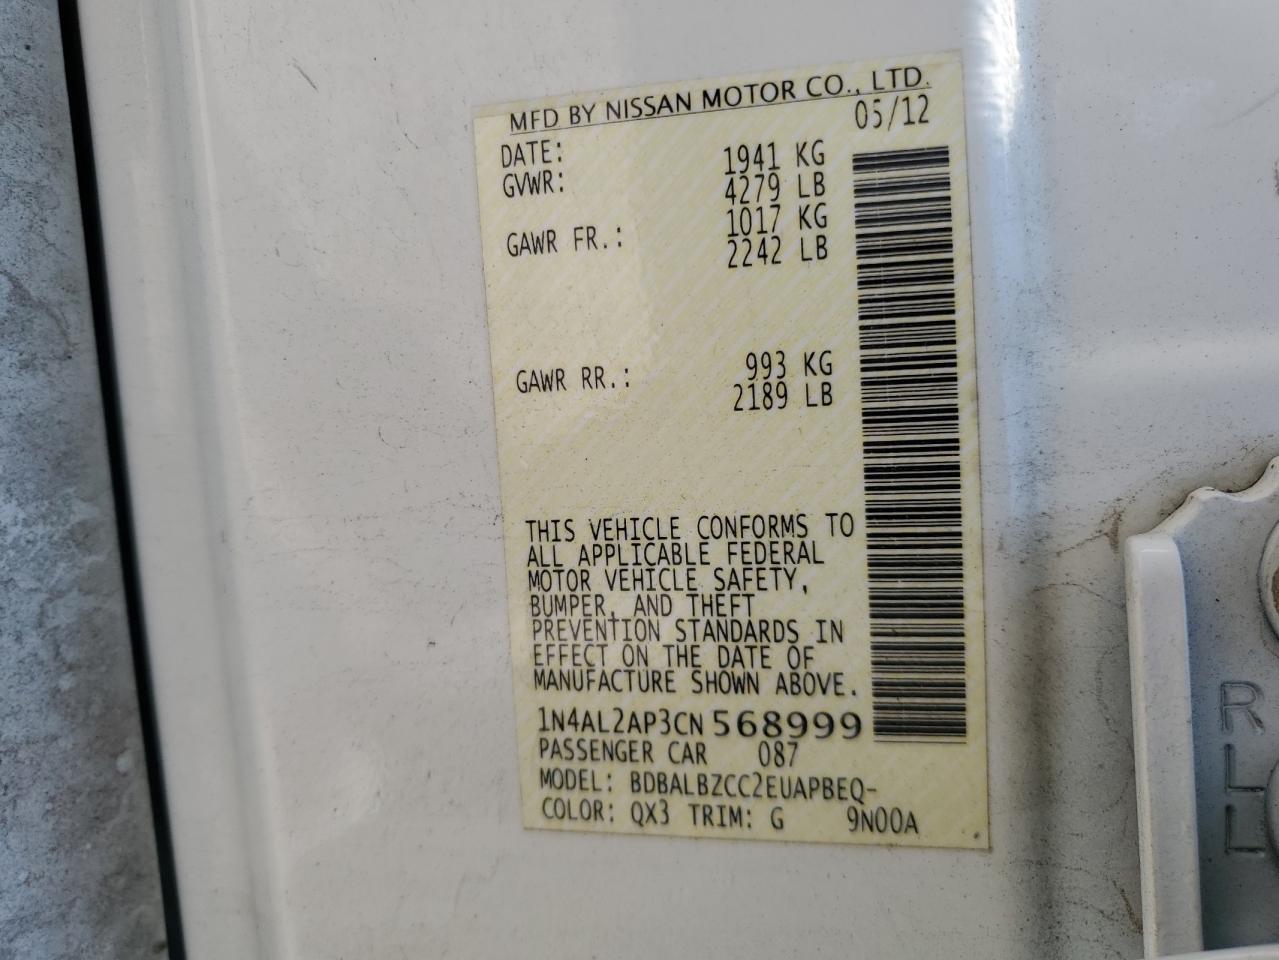 MFD BY NISSAN MOTOR CO., LTD.
DATE: 05/12
GVWR: 1941 KG
4279 LB
GAWR FR.: 1017 KG
2242 LB
GAWR RR.: 993 KG
2189 LB
THIS VEHICLE CONFORMS TO
ALL APPLICABLE FEDERAL
MOTOR VEHICLE SAFETY,
BUMPER, AND THEFT
PREVENTION STANDARDS IN
EFFECT ON THE DATE OF
MANUFACTURE SHOWN ABOVE.
1N4AL2AP3CN568999
PASSENGER CAR 087
MODEL: BDBALBZCC2EUAPBEQ-
COLOR: QX3 TRIM: G 9N00A
R
L
L